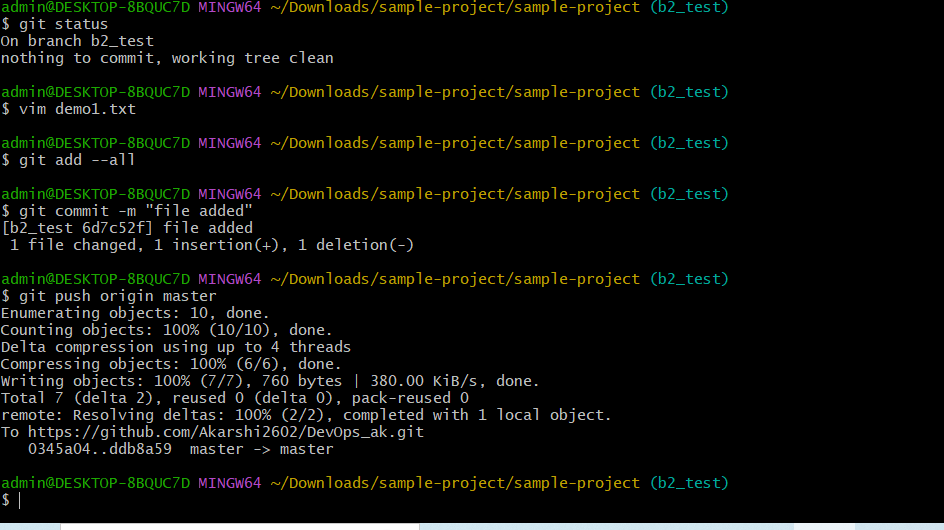 admin@DESKTOP-8BQUC7D MINGW64 ~/Downloads/sample-project/sample-project (b2_test)
$ git status
On branch b2_test
nothing to commit, working tree clean
admin@DESKTOP-8BQUC7D MINGW64 ~/Downloads/sample-project/sample-project (b2_test)
$ vim demo1.txt
admin@DESKTOP-8BQUC7D MINGW64 ~/Downloads/sample-project/sample-project (b2_test)
$ git add --all
admin@DESKTOP-8BQUC7D MINGW64 ~/Downloads/sample-project/sample-project (b2_test)
$ git commit -m "file added"
[b2_test 6d7c52f] file added
 1 file changed, 1 insertion(+), 1 deletion(-)
admin@DESKTOP-8BQUC7D MINGW64 ~/Downloads/sample-project/sample-project (b2_test)
$ git push origin master
Enumerating objects: 10, done.
Counting objects: 100% (10/10), done.
Delta compression using up to 4 threads
Compressing objects: 100% (6/6), done.
Writing objects: 100% (7/7), 760 bytes | 380.00 KiB/s, done.
Total 7 (delta 2), reused 0 (delta 0), pack-reused 0
remote: Resolving deltas: 100% (2/2), completed with 1 local object.
To https://github.com/Akarshi2602/DevOps_ak.git
   0345a04..ddb8a59  master -> master
admin@DESKTOP-8BQUC7D MINGW64 ~/Downloads/sample-project/sample-project (b2_test)
$